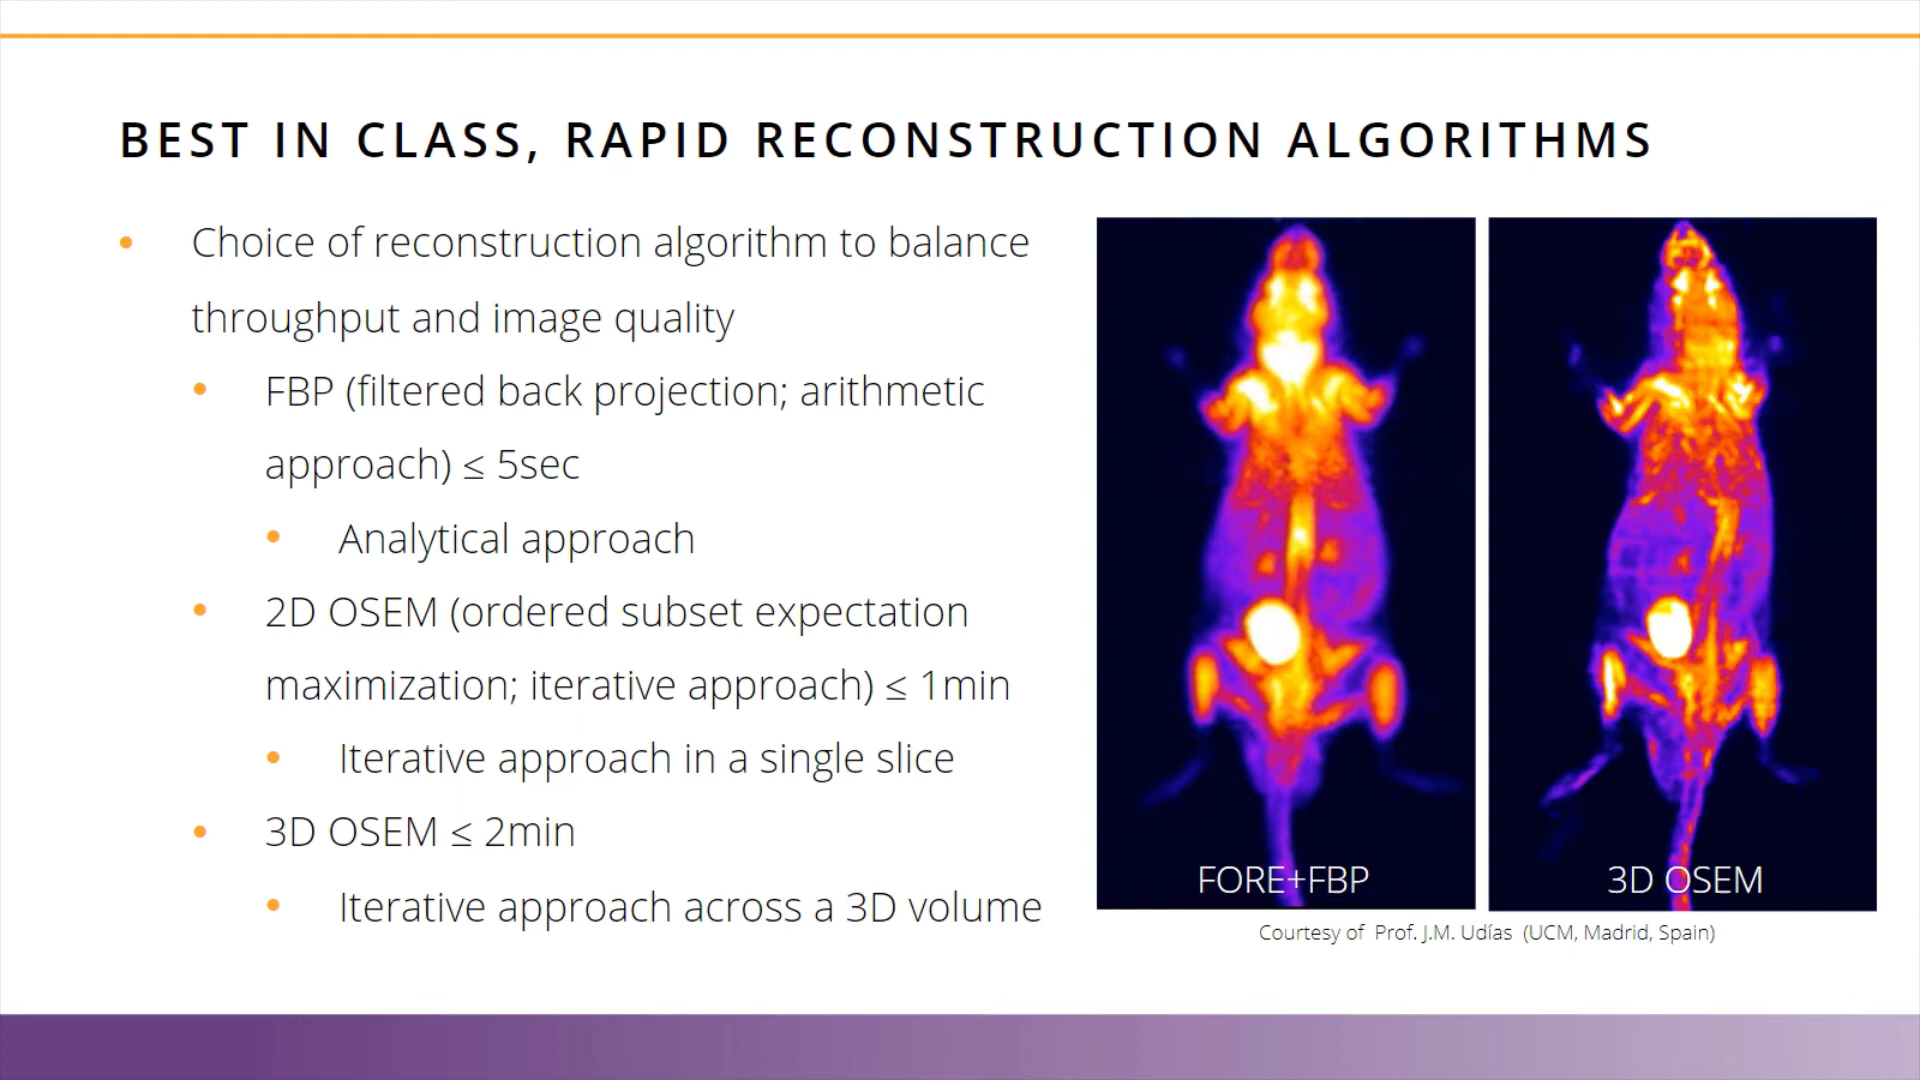 BEST IN CLASS, RAPID RECONSTRUCTION ALGORITHMS
• Choice of reconstruction algorithm to balance
throughput and image quality
• FBP (filtered back projection; arithmetic
approach) ≤ 5sec
• Analytical approach
• 2D OSEM (ordered subset expectation
maximization; iterative approach) ≤ 1min
• Iterative approach in a single slice
• 3D OSEM ≤ 2min
• Iterative approach across a 3D volume
FORE+FBP
3D OSEM
Courtesy of Prof. J.M. Udías (UCM, Madrid, Spain)